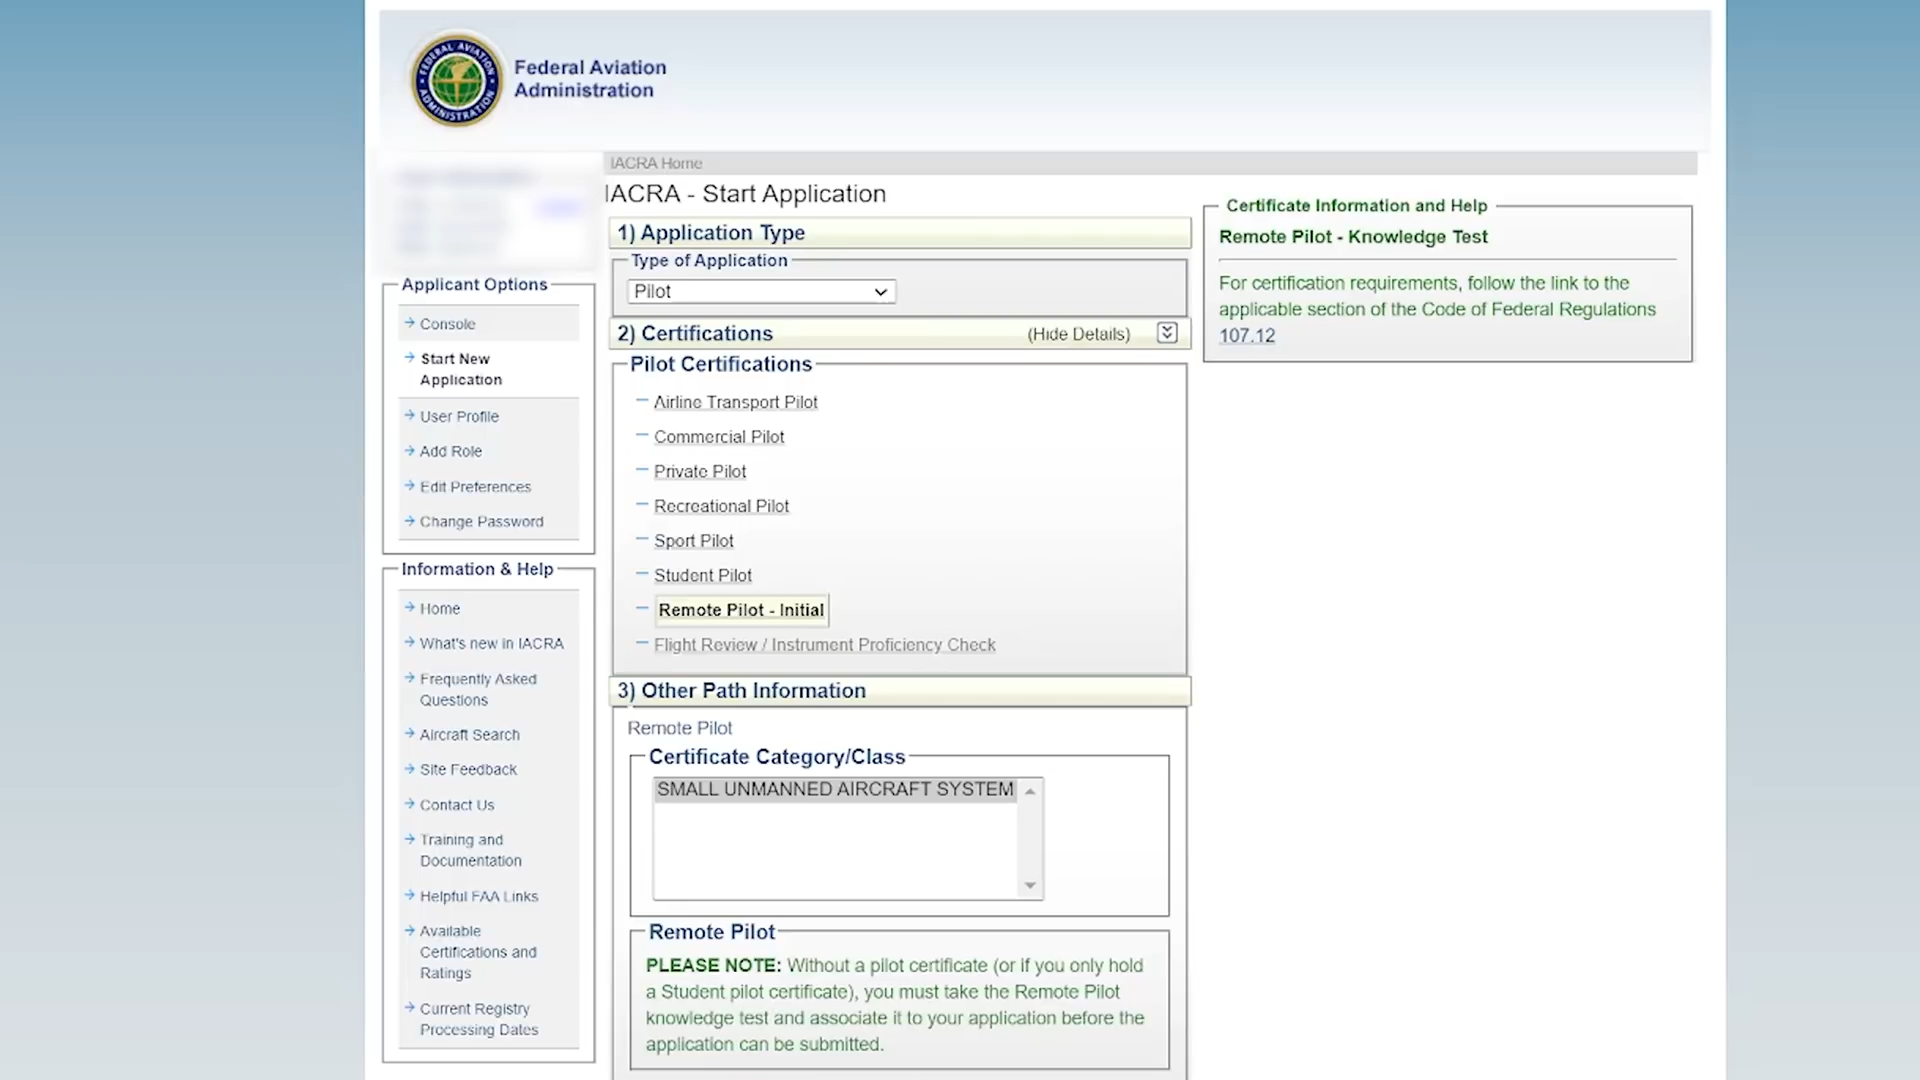 FEDERAL AVIATION ADMINISTRATION
Federal Aviation
Administration
IACRA Home
IACRA - Start Application
Applicant Options
Console
Start New
Application
User Profile
Add Role
Edit Preferences
Change Password
Information & Help
Home
What's new in IACRA
Frequently Asked
Questions
Aircraft Search
Site Feedback
Contact Us
Training and
Documentation
Helpful FAA Links
Available
Certifications and
Ratings
Current Registry
Processing Dates
1) Application Type
Type of Application
Pilot
2) Certifications
(Hide Details)
Pilot Certifications
Airline Transport Pilot
Commercial Pilot
Private Pilot
Recreational Pilot
Sport Pilot
Student Pilot
Remote Pilot - Initial
Flight Review / Instrument Proficiency Check
3) Other Path Information
Remote Pilot
Certificate Category/Class
SMALL UNMANNED AIRCRAFT SYSTEM
Remote Pilot
PLEASE NOTE: Without a pilot certificate (or if you only hold
a Student pilot certificate), you must take the Remote Pilot
knowledge test and associate it to your application before the
application can be submitted.
Certificate Information and Help
Remote Pilot - Knowledge Test
For certification requirements, follow the link to the
applicable section of the Code of Federal Regulations
107.12